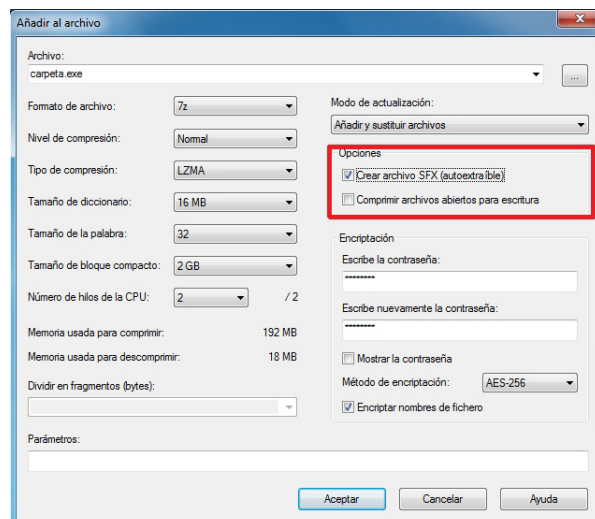 Añadir al archivo
Archivo:
carpeta.exe
...
Formato de archivo: 7z
Nivel de compresión: Normal
Tipo de compresión: LZMA
Tamaño de diccionario: 16 MB
Tamaño de la palabra: 32
Tamaño de bloque compacto: 2 GB
Número de hilos de la CPU: 2 / 2
Memoria usada para comprimir: 192 MB
Memoria usada para descomprimir: 18 MB
Dividir en fragmentos (bytes):
Modo de actualización:
Añadir y sustituir archivos
Opciones
Crear archivo SFX (autoextraíble)
Comprimir archivos abiertos para escritura
Encriptación
Escribe la contraseña:
********
Escribe nuevamente la contraseña:
********
Mostrar la contraseña
Método de encriptación: AES-256
Encriptar nombres de fichero
Parámetros:
Aceptar Cancelar Ayuda